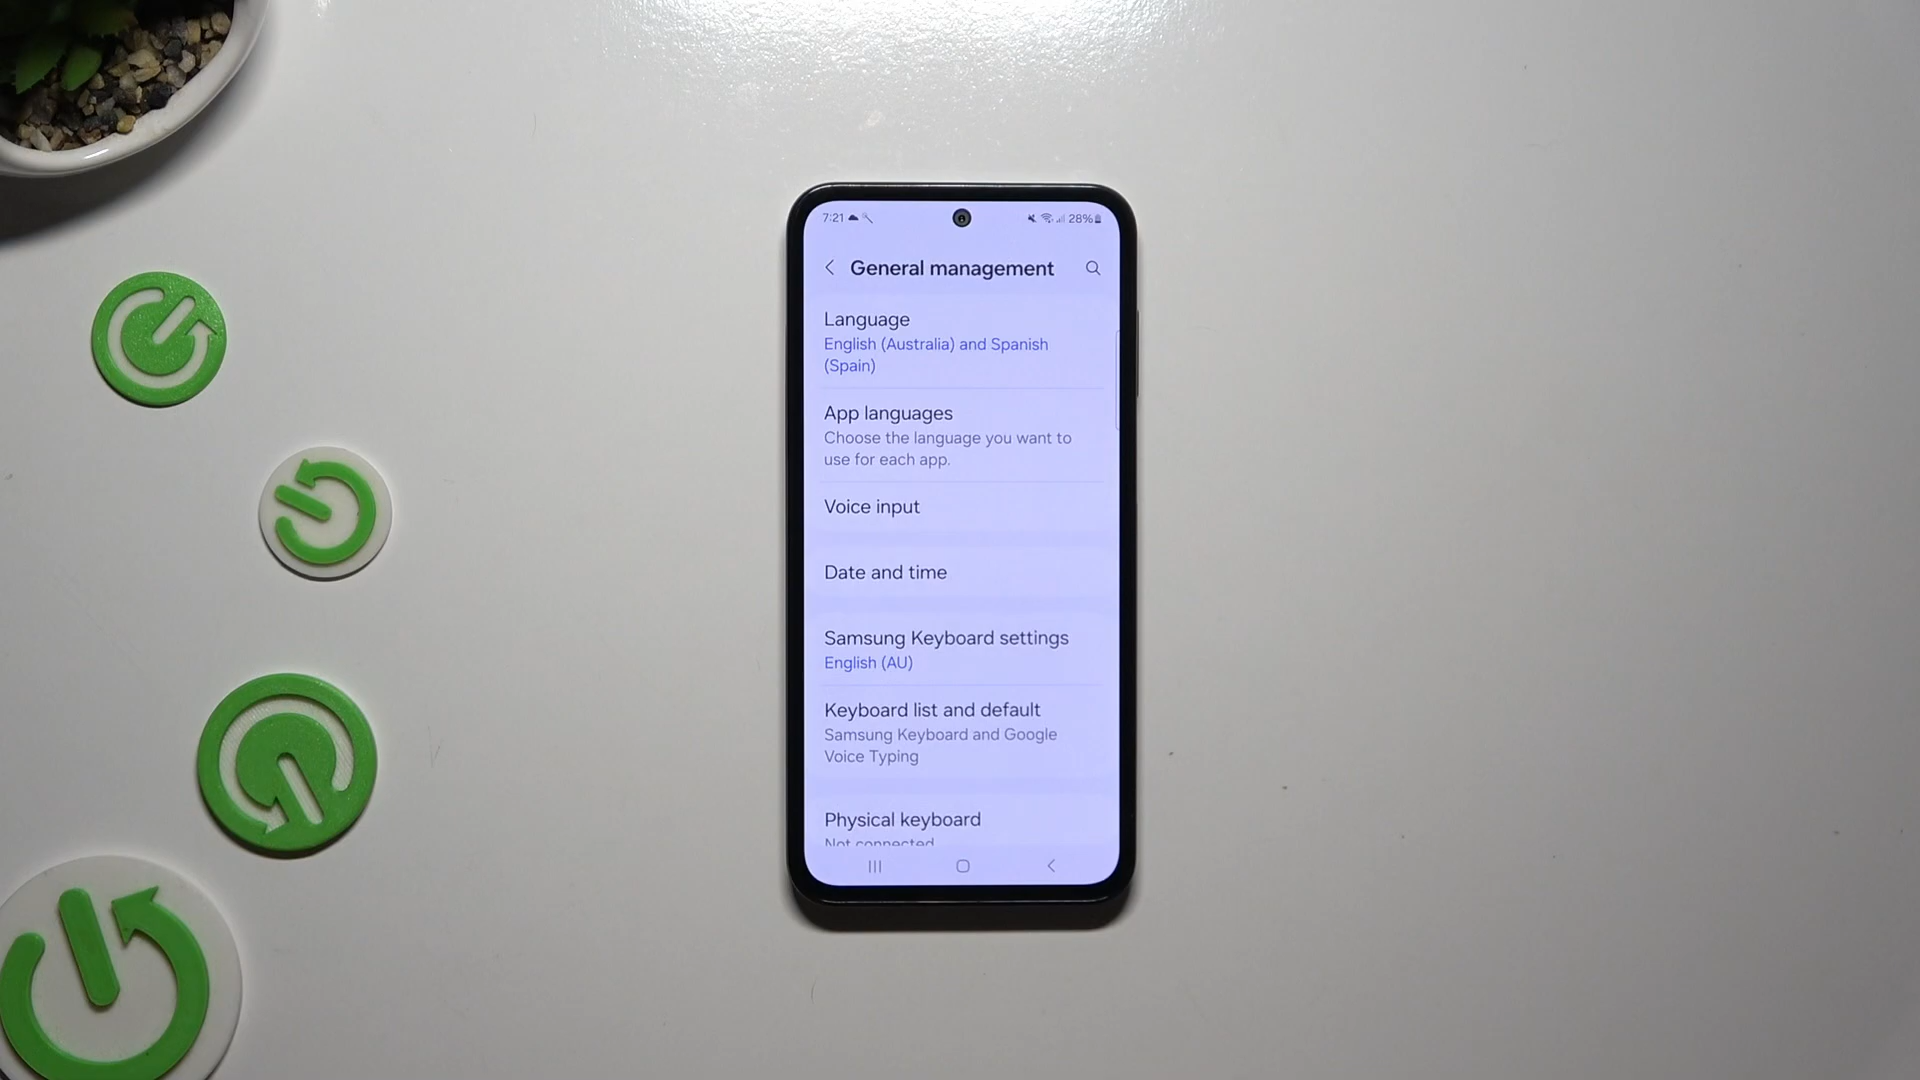 7:21
28%
General management
Language
English (Australia) and Spanish
(Spain)
App languages
Choose the language you want to
use for each app.
Voice input
Date and time
Samsung Keyboard settings
English (AU)
Keyboard list and default
Samsung Keyboard and Google
Voice Typing
Physical keyboard
Not connected